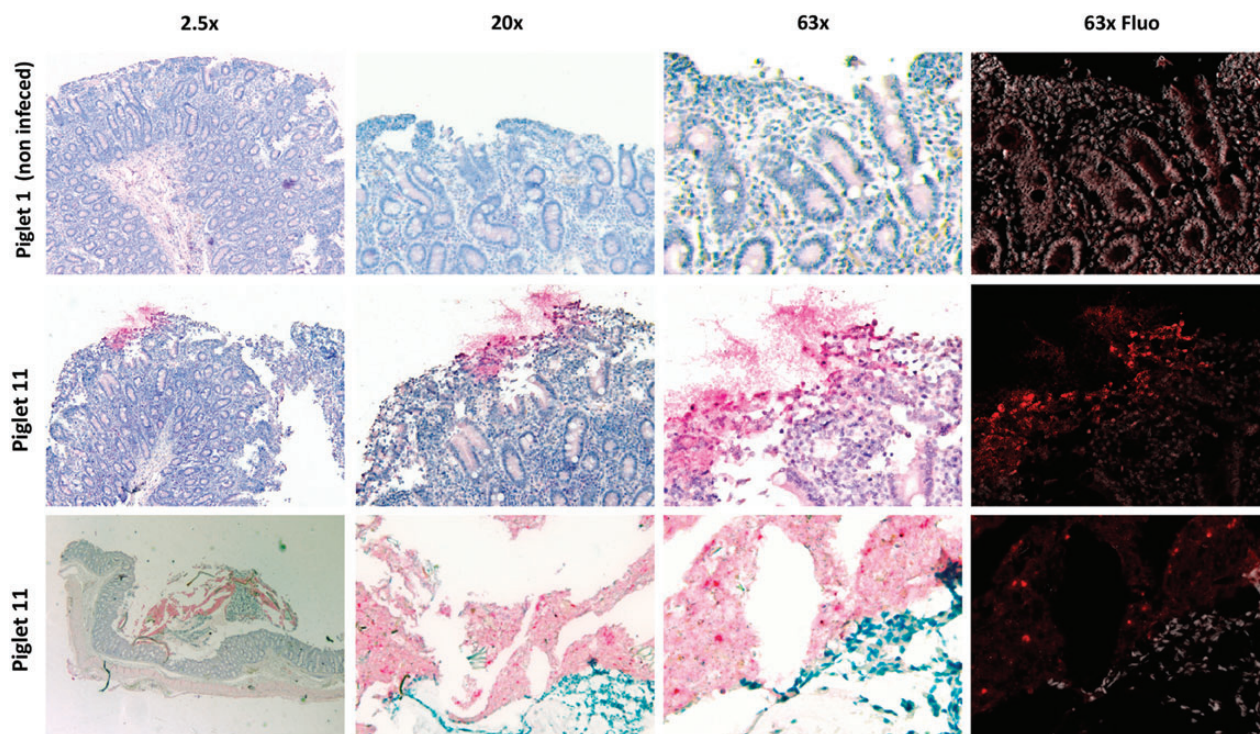 2.5x
20x
63x
63x Fluo
Piglet 1 (non infeced)
Piglet 11
Piglet 11